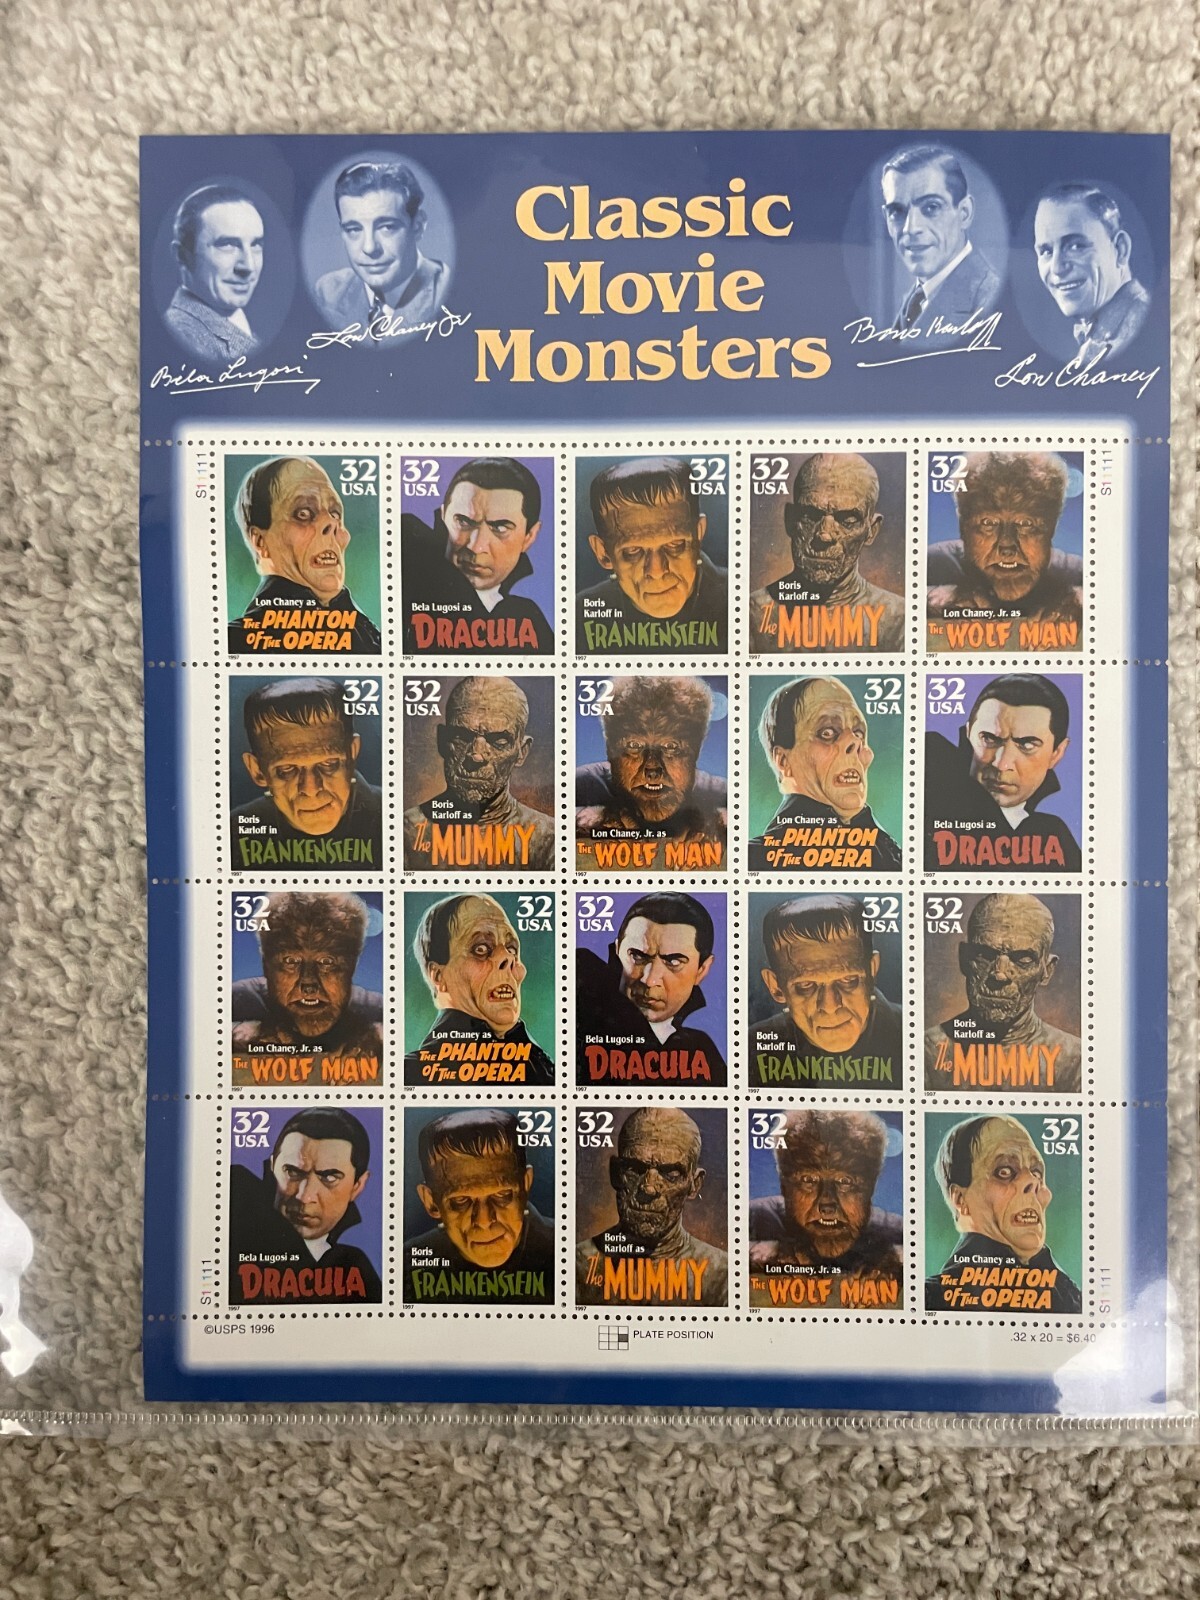 Classic
Movie
Monsters
Béla Lugosi
Lon Chaney Jr
Boris Karloff
Lon Chaney
S11111
S11111
32
USA
Lon Chaney as
THE PHANTOM
OF THE OPERA
1997
32
USA
Bela Lugosi as
DRACULA
1997
32
USA
Boris
Karloff in
FRANKENSTEIN
1997
32
USA
Boris
Karloff as
The MUMMY
1997
32
USA
Lon Chaney, Jr. as
THE WOLF MAN
1997
32
USA
Boris
Karloff in
FRANKENSTEIN
1997
32
USA
Boris
Karloff as
The MUMMY
1997
32
USA
Lon Chaney, Jr. as
THE WOLF MAN
1997
32
USA
Lon Chaney as
THE PHANTOM
OF THE OPERA
1997
32
USA
Bela Lugosi as
DRACULA
1997
32
USA
Lon Chaney, Jr. as
THE WOLF MAN
1997
32
USA
Lon Chaney as
THE PHANTOM
OF THE OPERA
1997
32
USA
Bela Lugosi as
DRACULA
1997
32
USA
Boris
Karloff in
FRANKENSTEIN
1997
32
USA
Boris
Karloff as
The MUMMY
1997
32
USA
Bela Lugosi as
DRACULA
1997
32
USA
Boris
Karloff in
FRANKENSTEIN
1997
32
USA
Boris
Karloff as
The MUMMY
1997
32
USA
Lon Chaney, Jr. as
THE WOLF MAN
1997
32
USA
Lon Chaney as
THE PHANTOM
OF THE OPERA
1997
S11111
S11111
©USPS 1996
PLATE POSITION
.32 x 20 = $6.40